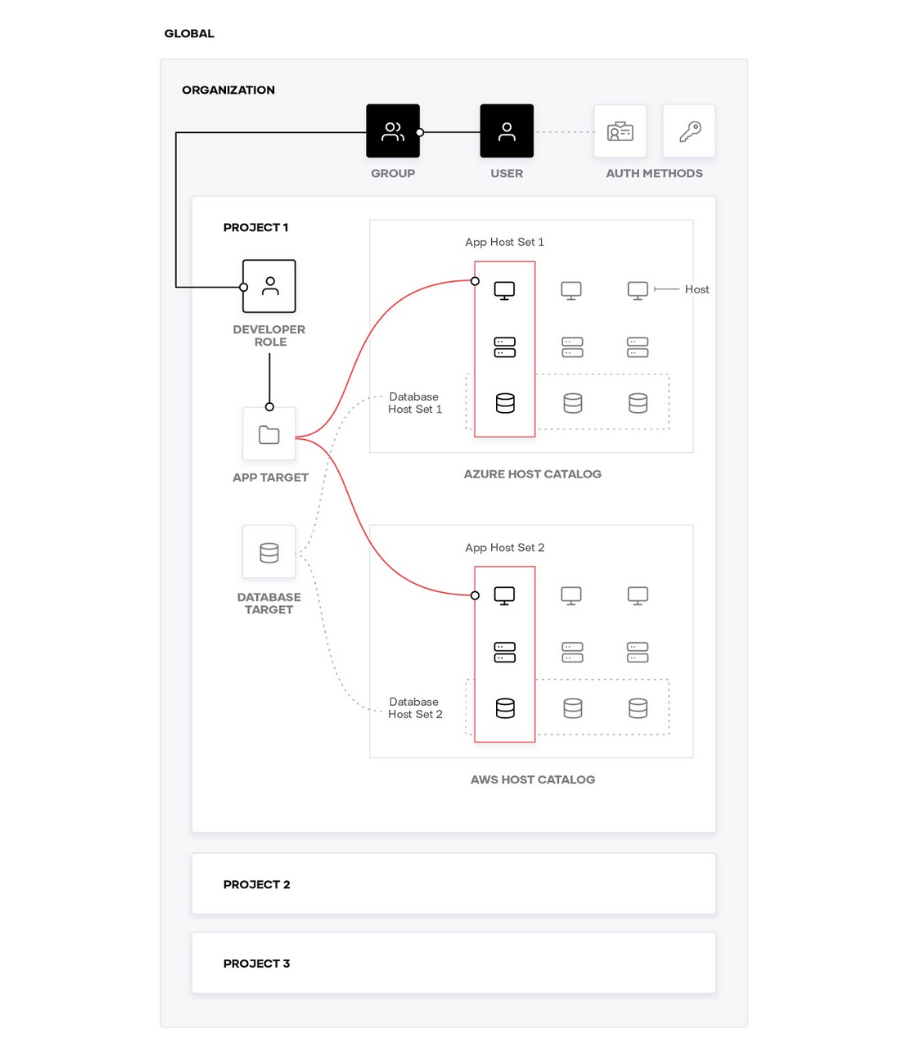 GLOBAL
ORGANIZATION
GROUP
USER
AUTH METHODS
PROJECT 1
App Host Set 1
Host
DEVELOPER
ROLE
Database
Host Set 1
APP TARGET
AZURE HOST CATALOG
App Host Set 2
DATABASE
TARGET
Database
Host Set 2
AWS HOST CATALOG
PROJECT 2
PROJECT 3